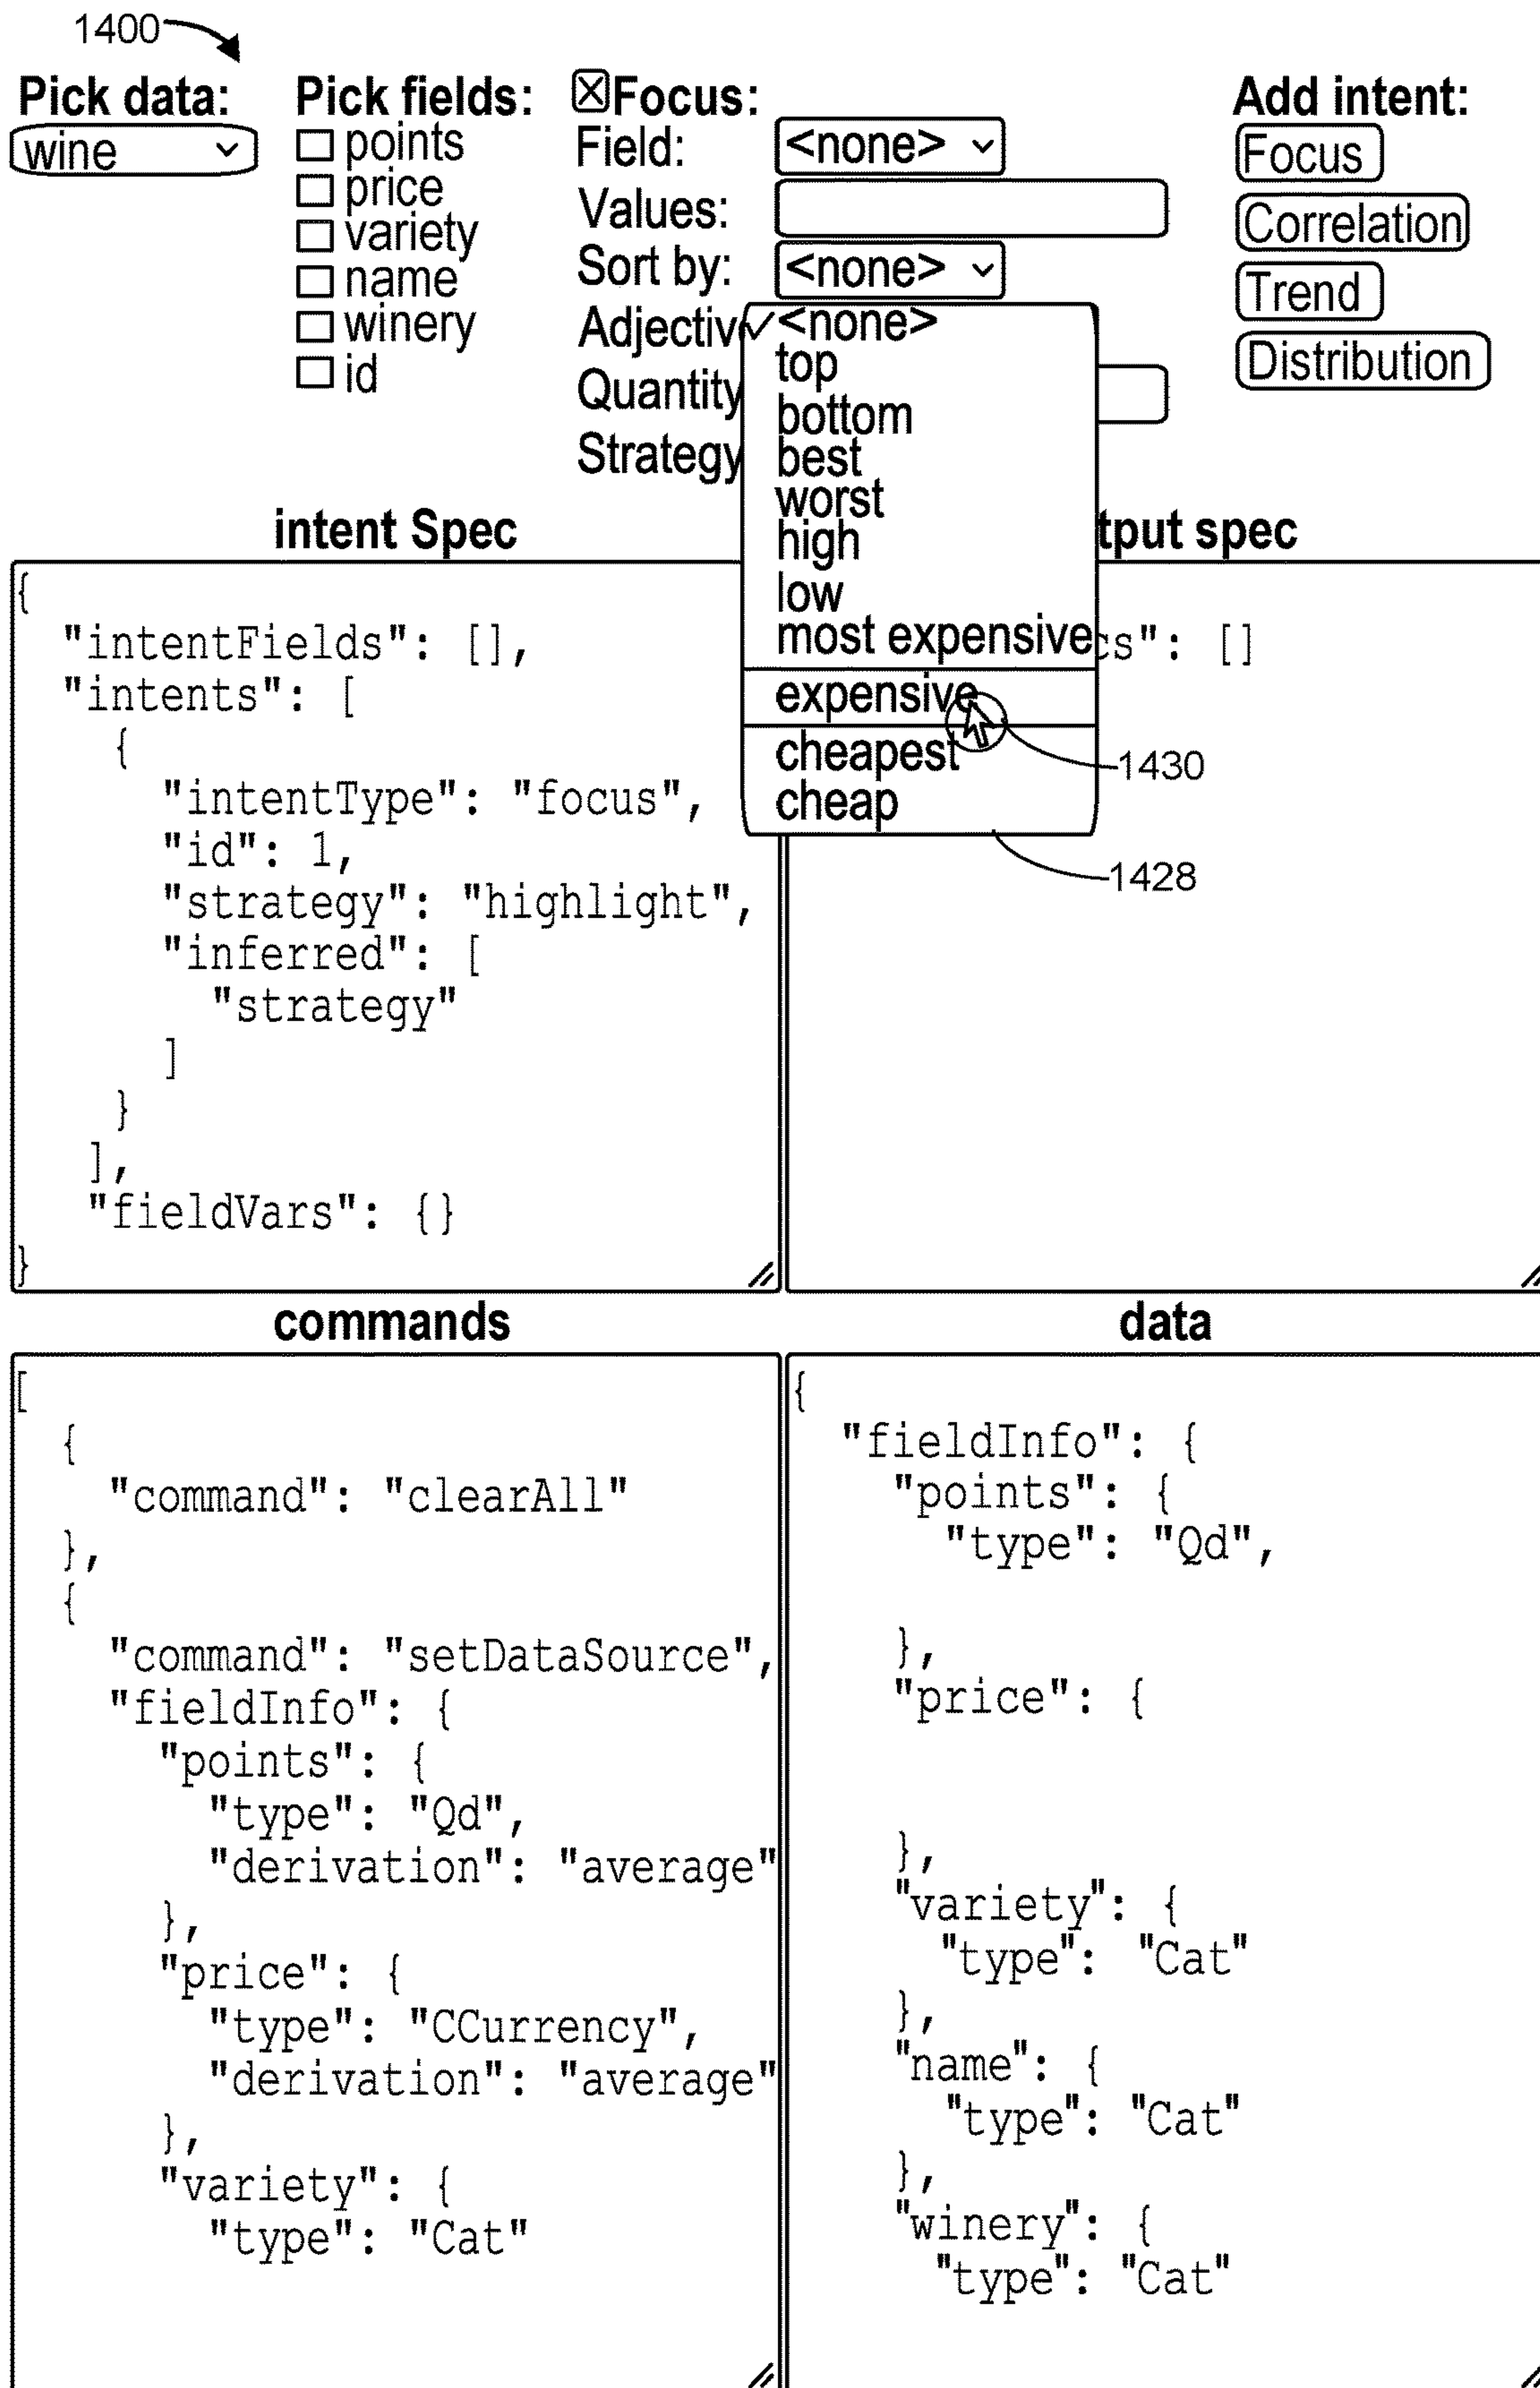 1400
Pick data:
wine
Pick fields:
points
price
variety
name
winery
id
Focus:
Field: <none>
Values:
Sort by: <none>
Adjectiv
Quantity
Strategy
<none>
top
bottom
best
worst
high
low
most expensive
expensive
cheapest
cheap
1430
1428
Add intent:
Focus
Correlation
Trend
Distribution
intent Spec
{
"intentFields": [],
"intents": [
{
"intentType": "focus",
"id": 1,
"strategy": "highlight",
"inferred": [
"strategy"
]
}
],
"fieldVars": {}
}
tput spec
cs": []
commands
[
{
"command": "clearAll"
},
{
"command": "setDataSource",
"fieldInfo": {
"points": {
"type": "Qd",
"derivation": "average"
},
"price": {
"type": "CCurrency",
"derivation": "average"
},
"variety": {
"type": "Cat"
data
{
"fieldInfo": {
"points": {
"type": "Qd",
},
"price": {
},
"variety": {
"type": "Cat"
},
"name": {
"type": "Cat"
},
"winery": {
"type": "Cat"